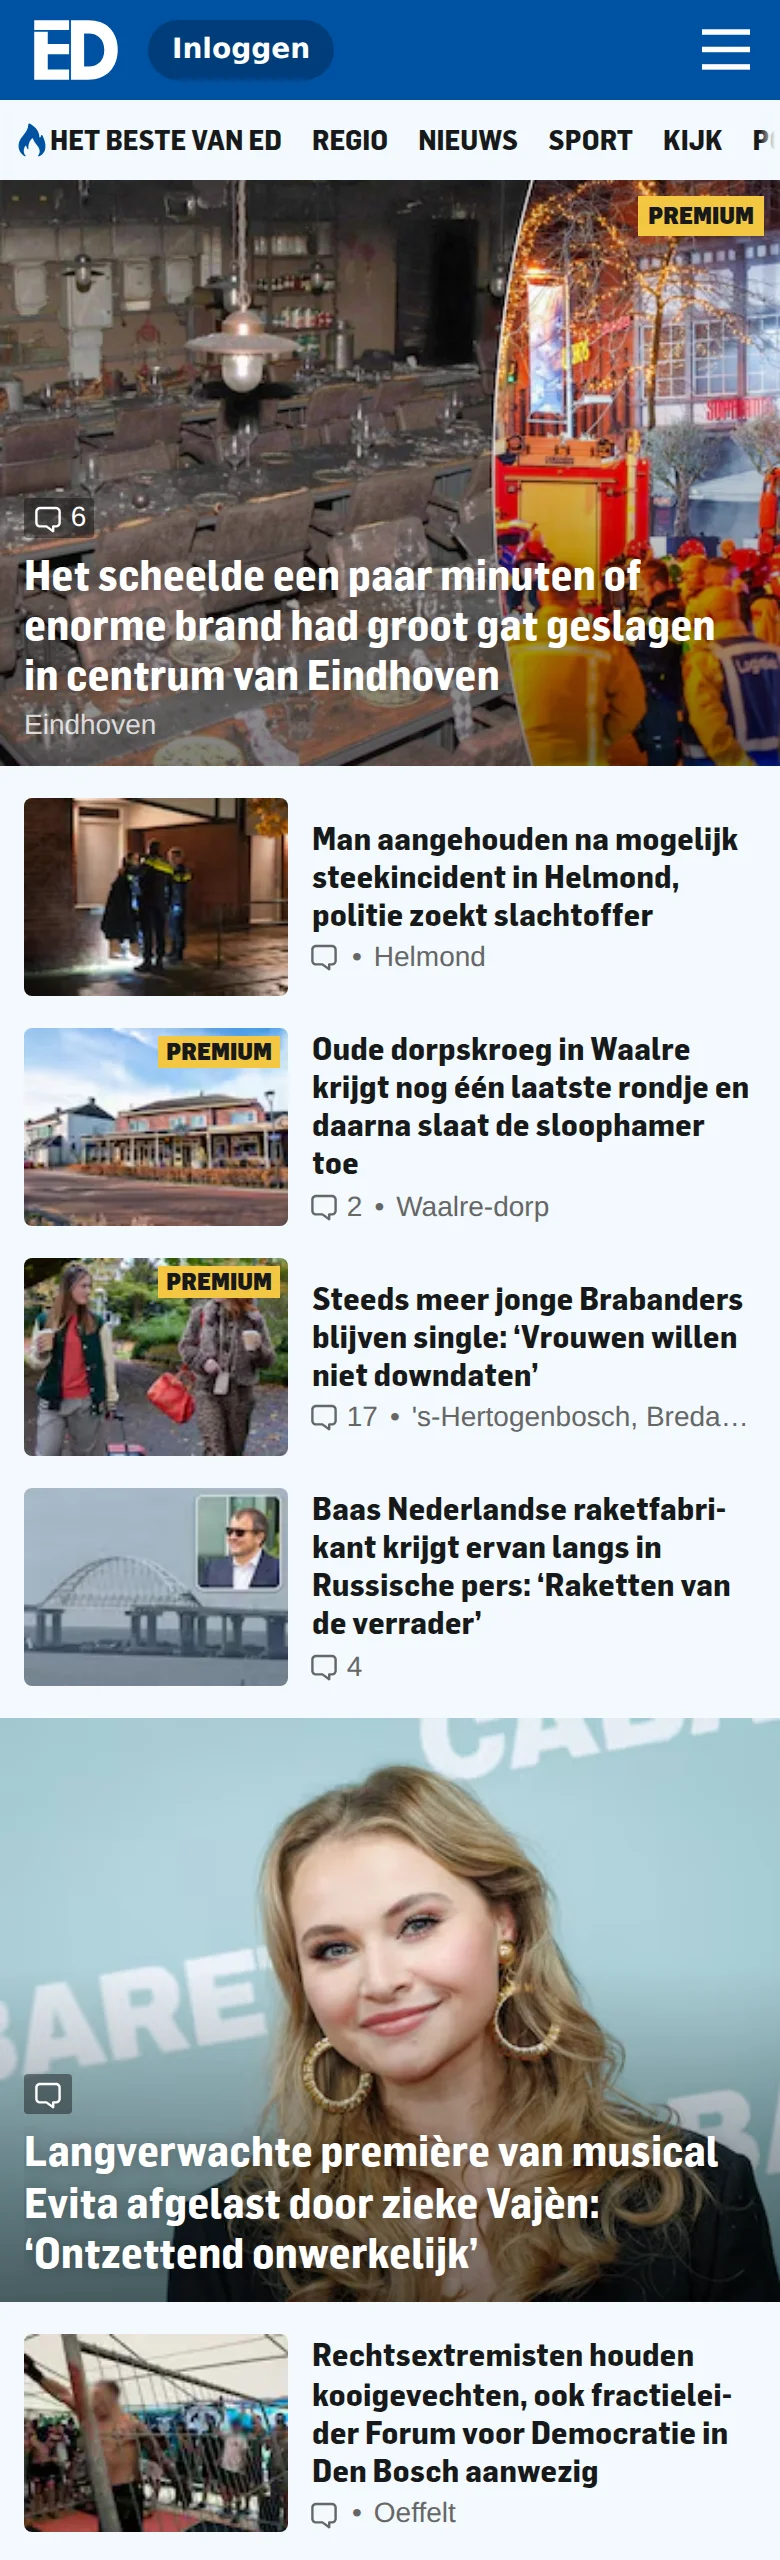 ED
Inloggen
HET BESTE VAN ED REGIO NIEUWS SPORT KIJK
PREMIUM
6
Het scheelde een paar minuten of
enorme brand had groot gat geslagen
in centrum van Eindhoven
Eindhoven
Man aangehouden na mogelijk
steekincident in Helmond,
politie zoekt slachtoffer
• Helmond
PREMIUM
Oude dorpskroeg in Waalre
krijgt nog één laatste rondje en
daarna slaat de sloophamer
toe
2 • Waalre-dorp
PREMIUM
Steeds meer jonge Brabanders
blijven single: ‘Vrouwen willen
niet downdaten’
17 • 's-Hertogenbosch, Breda…
Baas Nederlandse raketfabri-
kant krijgt ervan langs in
Russische pers: ‘Raketten van
de verrader’
4
CABA
BARET
BA
Langverwachte première van musical
Evita afgelast door zieke Vajèn:
‘Ontzettend onwerkelijk’
Rechtsextremisten houden
kooigevechten, ook fractielei-
der Forum voor Democratie in
Den Bosch aanwezig
• Oeffelt